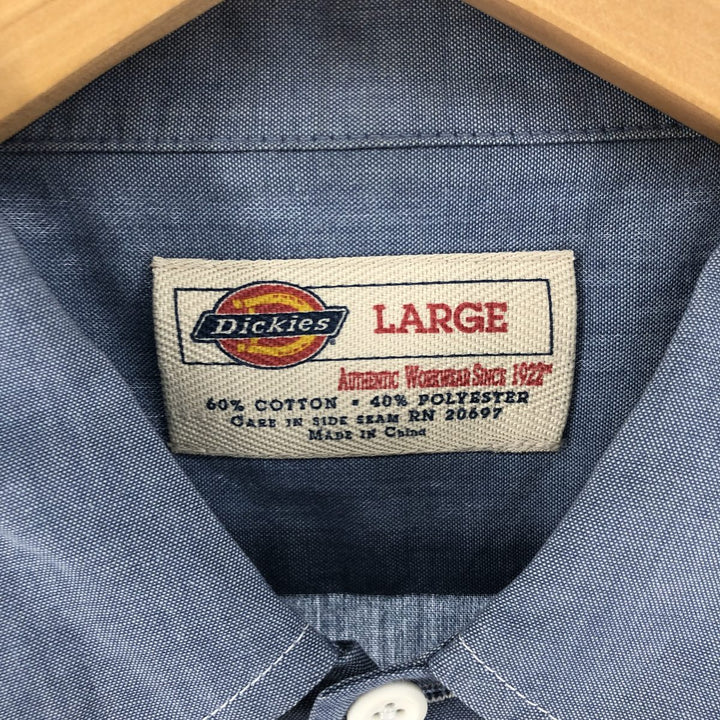 Dickies LARGE
AUTHENTIC WORKWEAR SINCE 1922™
60% COTTON • 40% POLYESTER
CARE IN SIDE SEAM RN 20697
MADE IN China